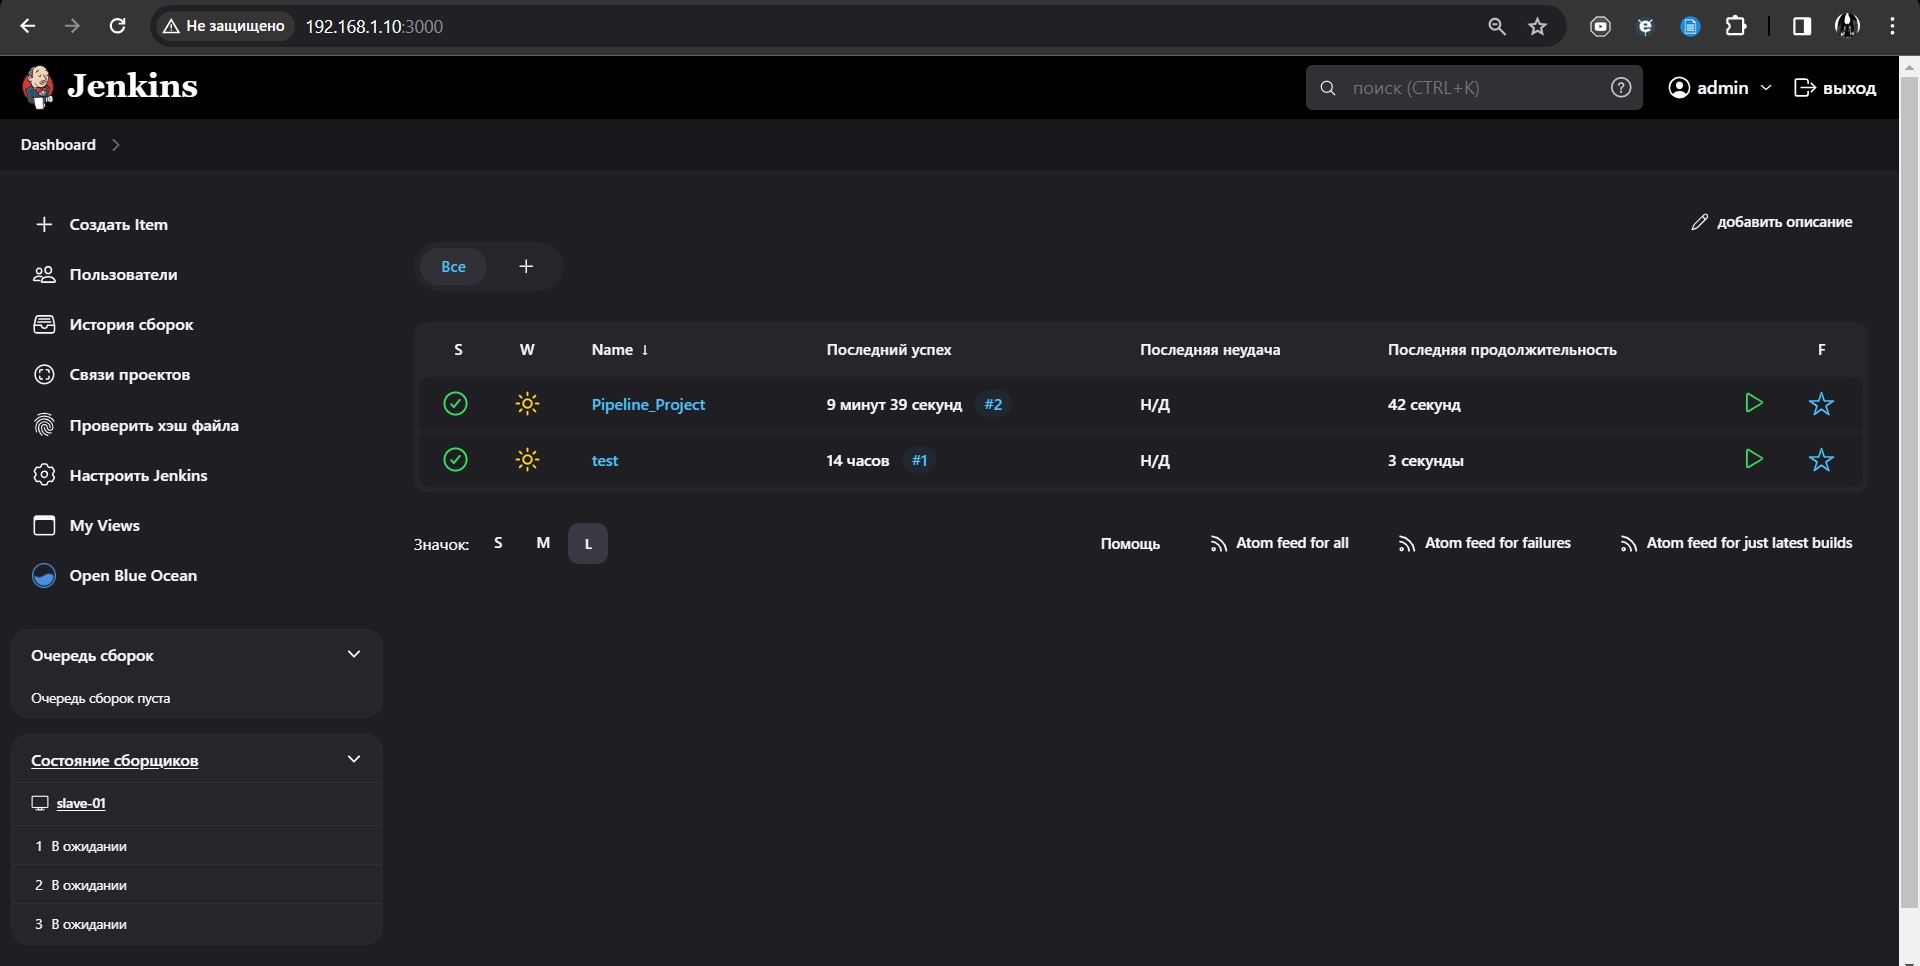 Не защищено 192.168.1.10:3000
Jenkins
поиск (CTRL+K) admin выход
Dashboard
Создать Item
Пользователи
История сборок
Связи проектов
Проверить хэш файла
Настроить Jenkins
My Views
Open Blue Ocean
Очередь сборок
Очередь сборок пуста
Состояние сборщиков
slave-01
1 В ожидании
2 В ожидании
3 В ожидании
добавить описание
Все +
S W Name ↓ Последний успех Последняя неудача Последняя продолжительность F
Pipeline_Project 9 минут 39 секунд #2 Н/Д 42 секунд
test 14 часов #1 Н/Д 3 секунды
Значок: S M L Помощь Atom feed for all Atom feed for failures Atom feed for just latest builds